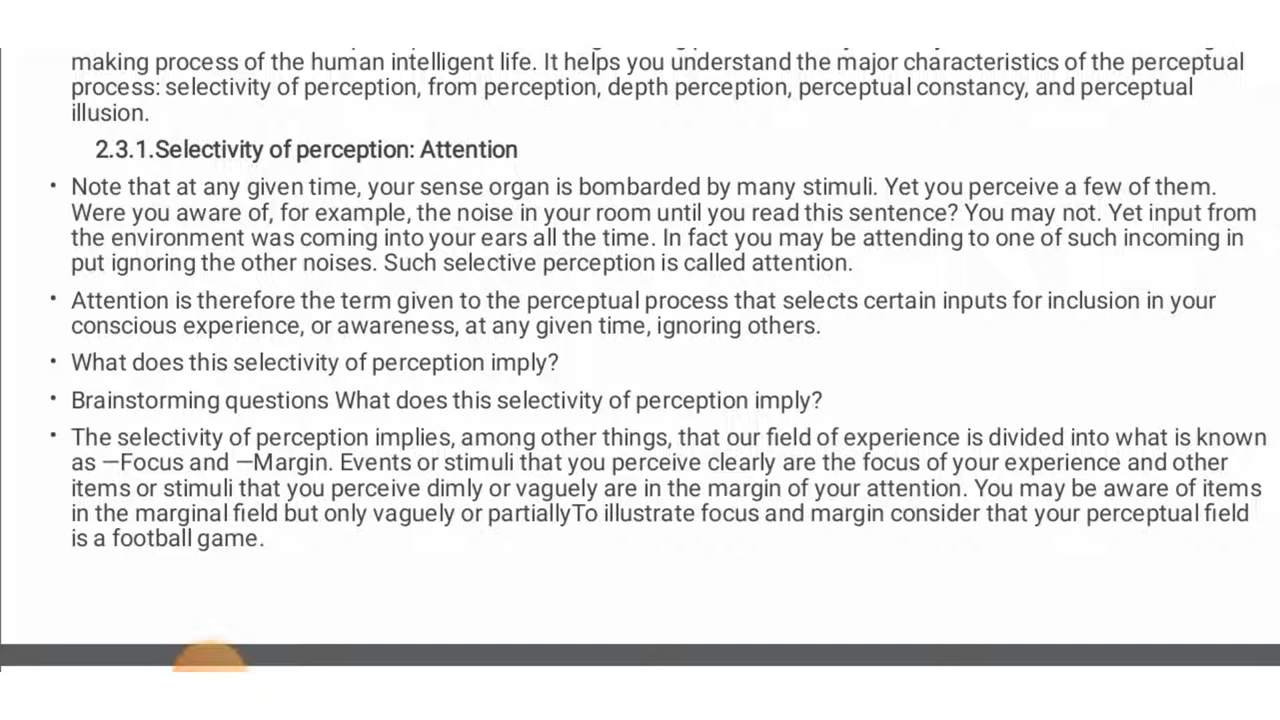 making process of the human intelligent life. It helps you understand the major characteristics of the perceptual
process: selectivity of perception, from perception, depth perception, perceptual constancy, and perceptual
illusion.
2.3.1.Selectivity of perception: Attention
• Note that at any given time, your sense organ is bombarded by many stimuli. Yet you perceive a few of them.
Were you aware of, for example, the noise in your room until you read this sentence? You may not. Yet input from
the environment was coming into your ears all the time. In fact you may be attending to one of such incoming in
put ignoring the other noises. Such selective perception is called attention.
• Attention is therefore the term given to the perceptual process that selects certain inputs for inclusion in your
conscious experience, or awareness, at any given time, ignoring others.
• What does this selectivity of perception imply?
• Brainstorming questions What does this selectivity of perception imply?
• The selectivity of perception implies, among other things, that our field of experience is divided into what is known
as ―Focus and ―Margin. Events or stimuli that you perceive clearly are the focus of your experience and other
items or stimuli that you perceive dimly or vaguely are in the margin of your attention. You may be aware of items
in the marginal field but only vaguely or partiallyTo illustrate focus and margin consider that your perceptual field
is a football game.